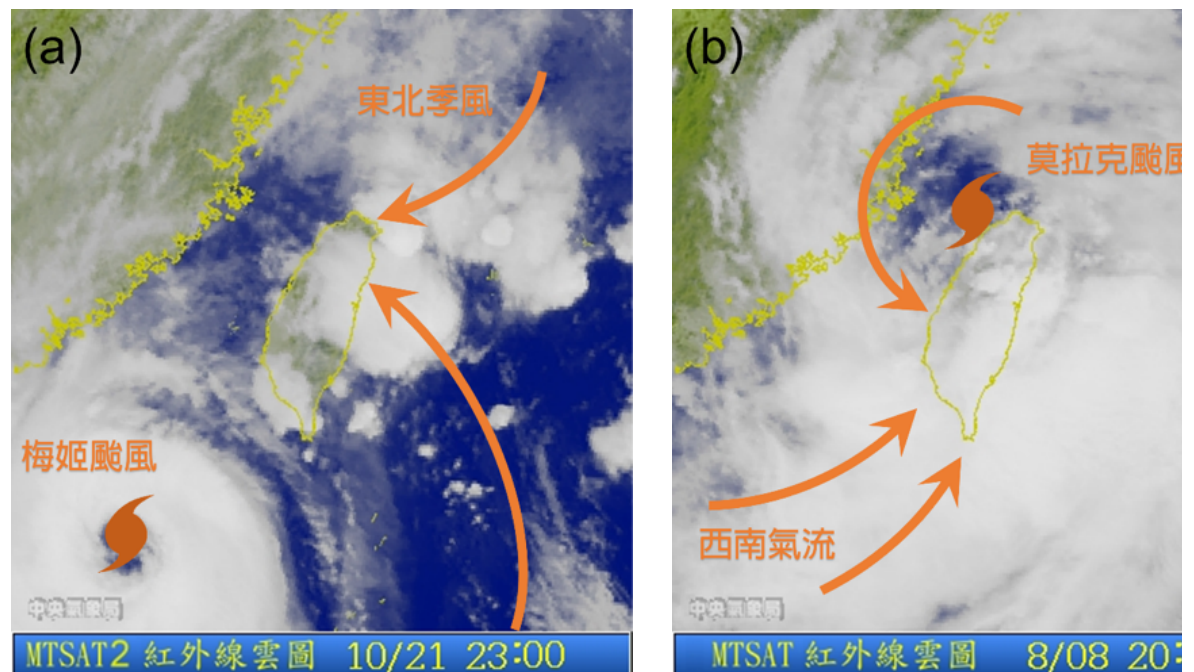 (a)
東北季風
梅姬颱風
中央氣象局
MTSAT2 紅外線雲圖 10/21 23:00
(b)
莫拉克颱風
西南氣流
中央氣象局
MTSAT 紅外線雲圖 8/08 20: